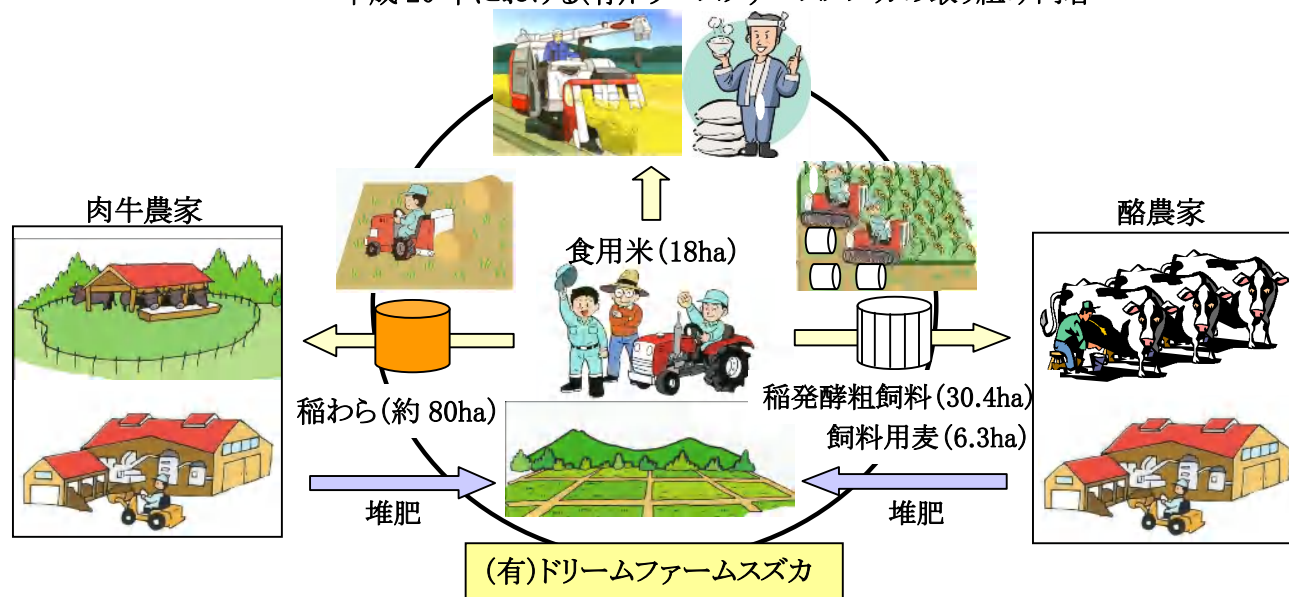 肉牛農家
酪農家
食用米(18ha)
稲わら(約 80ha)
稲発酵粗飼料(30.4ha)
飼料用麦(6.3ha)
堆肥
堆肥
(有)ドリームファームスズカ